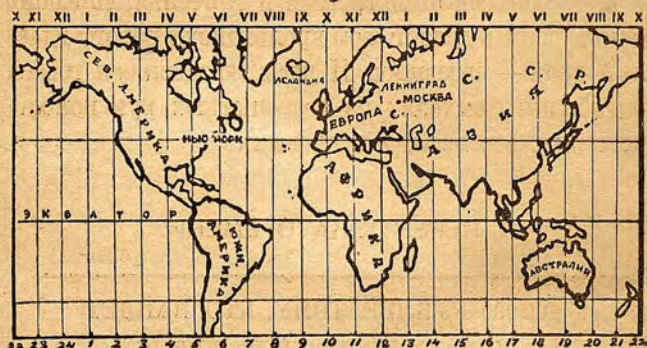 X XI XII I II III IV V VI VII VIII IX X XI XII I II III IV V VI VII VIII IX X
СЕВ. АМЕРИКА
ИСЛАНДИЯ
ЛЕНИНГРАД
МОСКВА
ЕВРОПА
С. С. С. Р.
АЗИЯ
НЬЮ ЙОРК
АФРИКА
ЭКВАТОР
ЮЖН. АМЕРИКА
АВСТРАЛИЯ
22 23 24 1 2 3 4 5 6 7 8 9 10 11 12 13 14 15 16 17 18 19 20 21 22